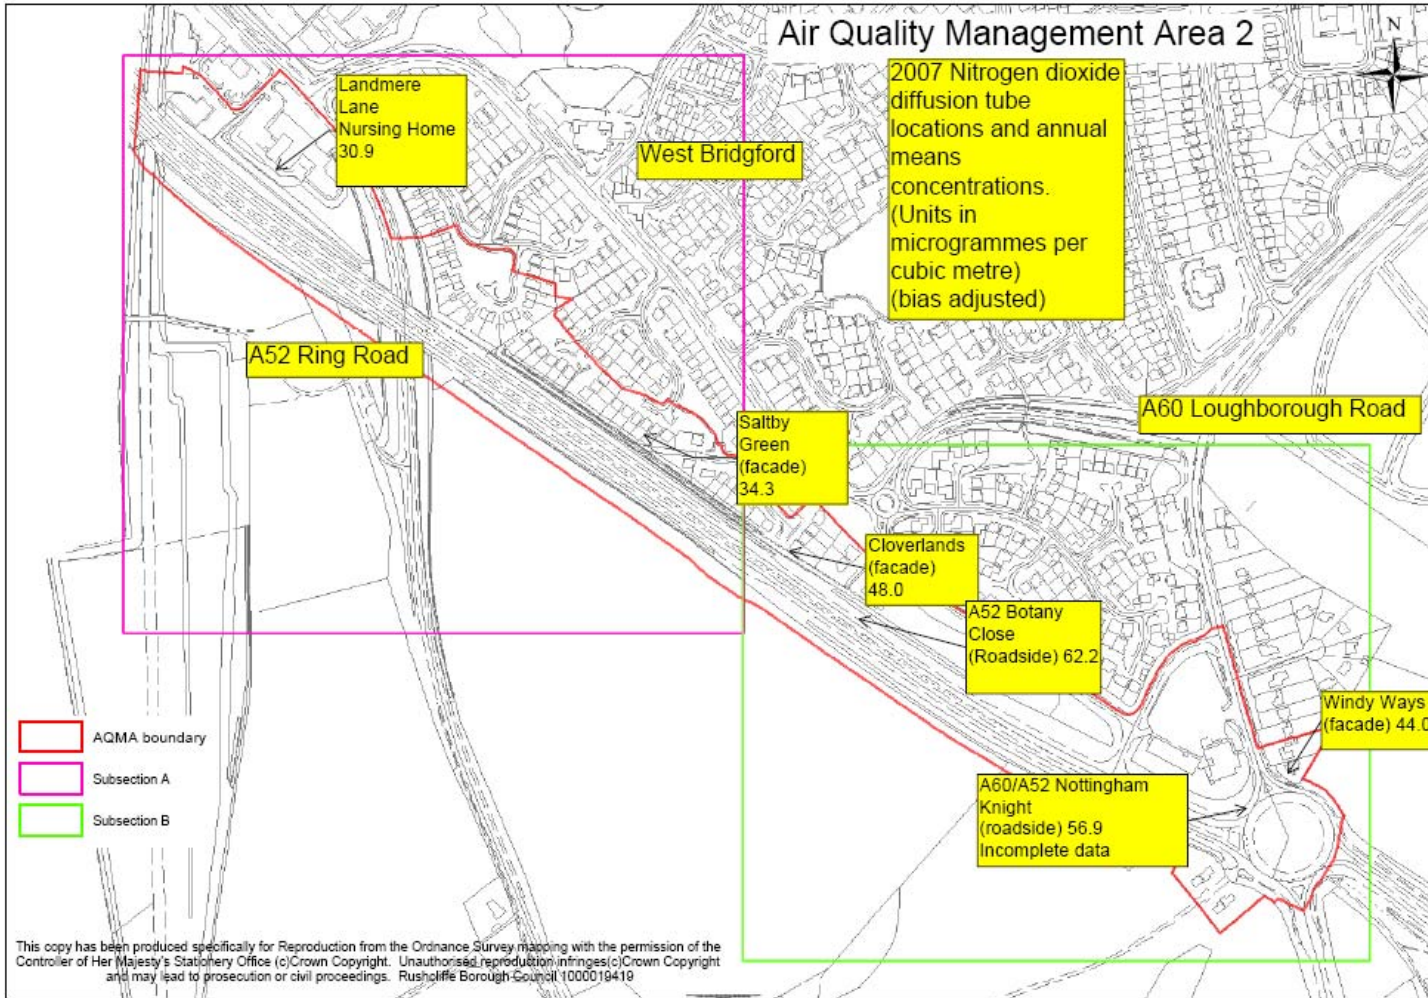 Air Quality Management Area 2
N
2007 Nitrogen dioxide
diffusion tube
locations and annual
means
concentrations.
(Units in
microgrammes per
cubic metre)
(bias adjusted)
Landmere
Lane
Nursing Home
30.9
West Bridgford
A52 Ring Road
A60 Loughborough Road
Saltby
Green
(facade)
34.3
Cloverlands
(facade)
48.0
A52 Botany
Close
(Roadside) 62.2
Windy Ways
(facade) 44.0
A60/A52 Nottingham
Knight
(roadside) 56.9
Incomplete data
AQMA boundary
Subsection A
Subsection B
This copy has been produced specifically for Reproduction from the Ordnance Survey mapping with the permission of the
Controller of Her Majesty's Stationery Office (c)Crown Copyright. Unauthorised reproduction infringes(c)Crown Copyright
and may lead to prosecution or civil proceedings. Rushcliffe Borough Council 1000019419